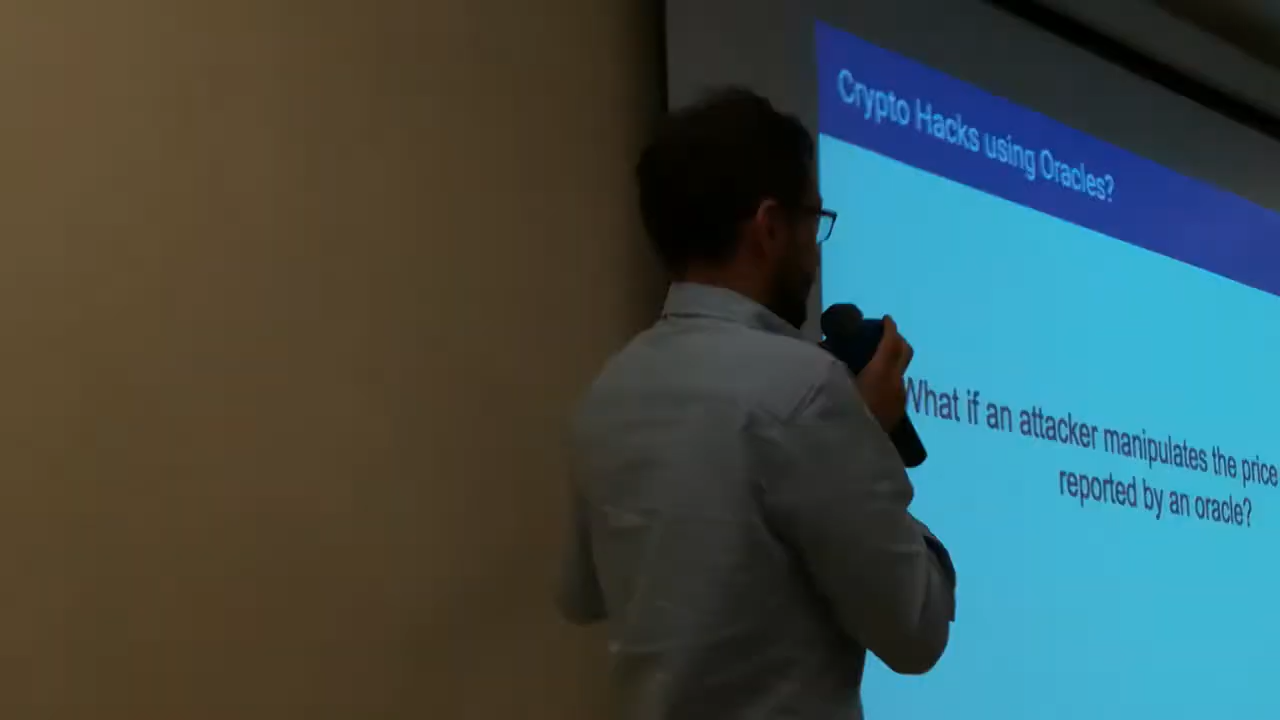 Crypto Hacks using Oracles?
What if an attacker manipulates the price
reported by an oracle?